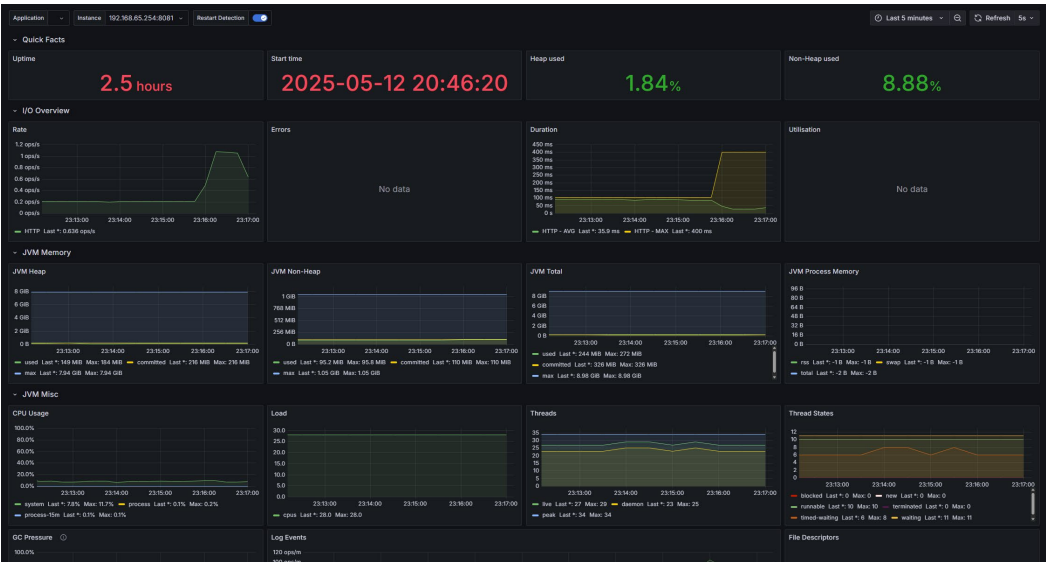 Application Instance 192.168.65.254:8081 Restart Detection Last 5 minutes Refresh 5s
Quick Facts
Uptime Start time Heap used Non-Heap used
2.5 hours 2025-05-12 20:46:20 1.84% 8.88%
I/O Overview
Rate
1.2 ops/s
1 ops/s
0.8 ops/s
0.6 ops/s
0.4 ops/s
0.2 ops/s
0 ops/s
23:13:00 23:14:00 23:15:00 23:16:00 23:17:00
HTTP Last *: 0.636 ops/s
Errors
No data
Duration
450 ms
400 ms
350 ms
300 ms
250 ms
200 ms
150 ms
100 ms
50 ms
0 s
23:13:00 23:14:00 23:15:00 23:16:00 23:17:00
HTTP - AVG Last *: 35.9 ms HTTP - MAX Last *: 400 ms
Utilisation
No data
JVM Memory
JVM Heap
8 GiB
6 GiB
4 GiB
2 GiB
0 B
23:13:00 23:14:00 23:15:00 23:16:00 23:17:00
used Last *: 149 MiB Max: 184 MiB committed Last *: 216 MiB Max: 216 MiB
max Last *: 7.94 GiB Max: 7.94 GiB
JVM Non-Heap
1 GiB
768 MiB
512 MiB
256 MiB
0 B
23:13:00 23:14:00 23:15:00 23:16:00 23:17:00
used Last *: 95.2 MiB Max: 95.8 MiB committed Last *: 110 MiB Max: 110 MiB
max Last *: 1.05 GiB Max: 1.05 GiB
JVM Total
8 GiB
6 GiB
4 GiB
2 GiB
0 B
23:13:00 23:14:00 23:15:00 23:16:00 23:17:00
used Last *: 244 MiB Max: 272 MiB
committed Last *: 326 MiB Max: 326 MiB
max Last *: 8.98 GiB Max: 8.98 GiB
JVM Process Memory
96 B
80 B
64 B
48 B
32 B
16 B
0 B
23:13:00 23:14:00 23:15:00 23:16:00 23:17:00
rss Last *: -1 B Max: -1 B swap Last *: -1 B Max: -1 B
total Last *: -2 B Max: -2 B
JVM Misc
CPU Usage
100.0%
80.0%
60.0%
40.0%
20.0%
0.0%
23:13:00 23:14:00 23:15:00 23:16:00 23:17:00
system Last *: 7.8% Max: 11.7% process Last *: 0.1% Max: 0.2%
process-15m Last *: 0.1% Max: 0.1%
Load
30.0
25.0
20.0
15.0
10.0
5.0
0.0
23:13:00 23:14:00 23:15:00 23:16:00 23:17:00
cpus Last *: 28.0 Max: 28.0
Threads
35
30
25
20
15
10
5
0
23:13:00 23:14:00 23:15:00 23:16:00 23:17:00
live Last *: 27 Max: 29 daemon Last *: 23 Max: 25
peak Last *: 34 Max: 34
Thread States
12
10
8
6
4
2
0
23:13:00 23:14:00 23:15:00 23:16:00 23:17:00
blocked Last *: 0 Max: 0 new Last *: 0 Max: 0
runnable Last *: 10 Max: 10 terminated Last *: 0 Max: 0
timed-waiting Last *: 6 Max: 8 waiting Last *: 11 Max: 11
GC Pressure
100.0%
Log Events
120 ops/m
100 ops/m
File Descriptors